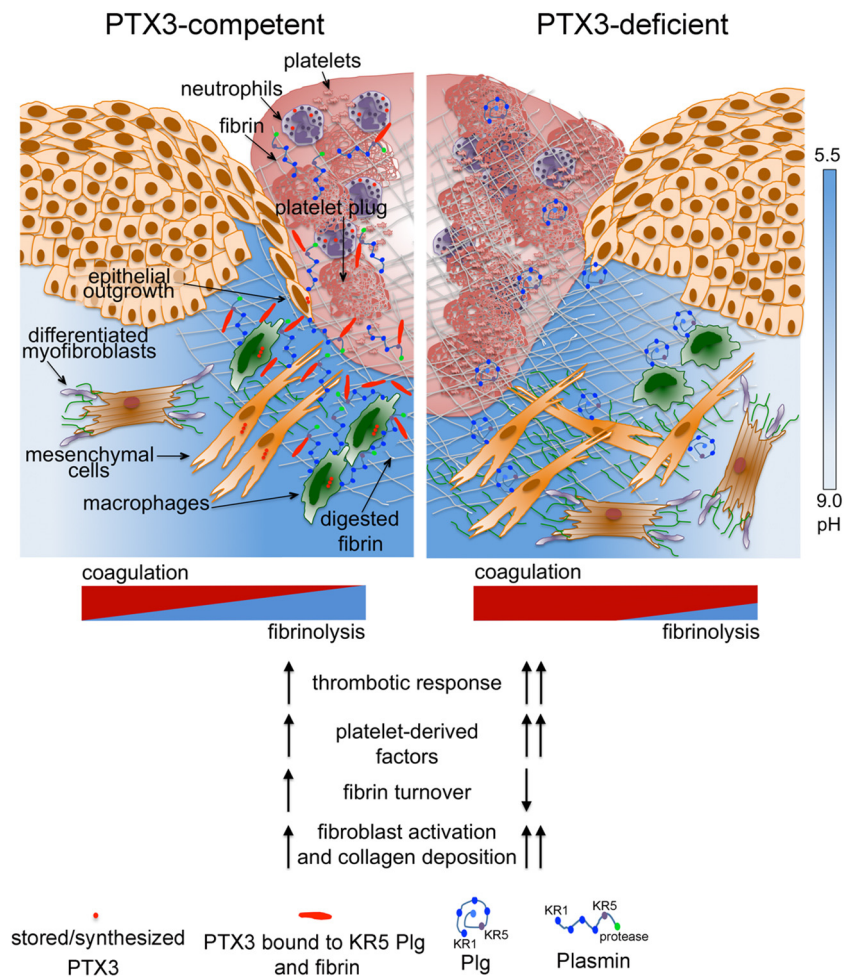 PTX3-competent
PTX3-deficient
platelets
neutrophils
fibrin
platelet plug
epithelial
outgrowth
differentiated
myofibroblasts
mesenchymal
cells
macrophages
digested
fibrin
5.5
9.0
pH
coagulation
fibrinolysis
coagulation
fibrinolysis
thrombotic response
platelet-derived
factors
fibrin turnover
fibroblast activation
and collagen deposition
stored/synthesized
PTX3
PTX3 bound to KR5 Plg
and fibrin
KR1
KR5
Plg
KR1
KR5
protease
Plasmin